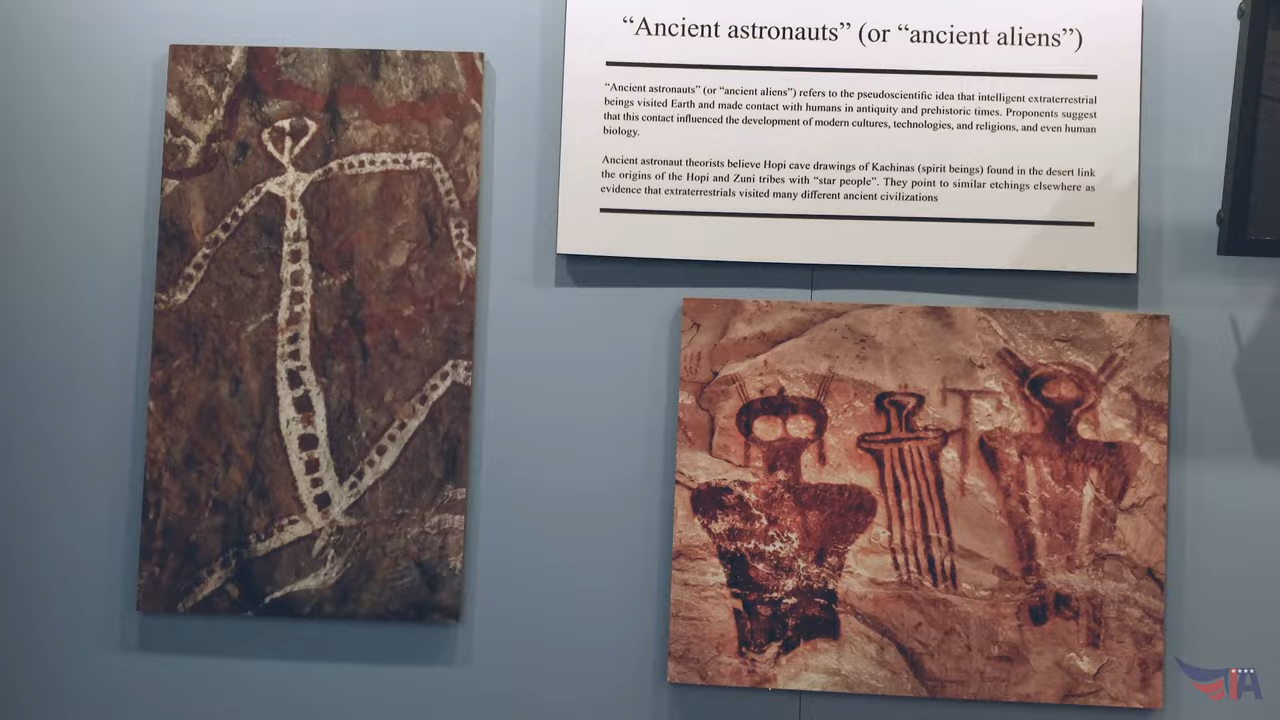 “Ancient astronauts” (or “ancient aliens”)
“Ancient astronauts” (or “ancient aliens”) refers to the pseudoscientific idea that intelligent extraterrestrial
beings visited Earth and made contact with humans in antiquity and prehistoric times. Proponents suggest
that this contact influenced the development of modern cultures, technologies, and religions, and even human
biology.
Ancient astronaut theorists believe Hopi cave drawings of Kachinas (spirit beings) found in the desert link
the origins of the Hopi and Zuni tribes with “star people”. They point to similar etchings elsewhere as
evidence that extraterrestrials visited many different ancient civilizations
IA